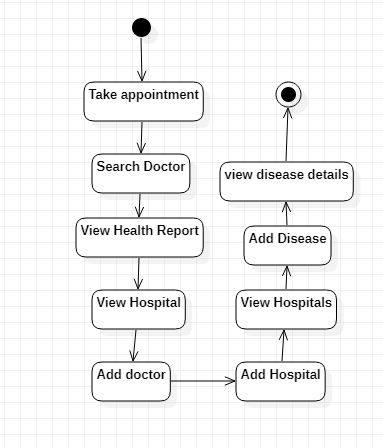 Take appointment
Search Doctor
View Health Report
View Hospital
Add doctor
Add Hospital
View Hospitals
Add Disease
view disease details